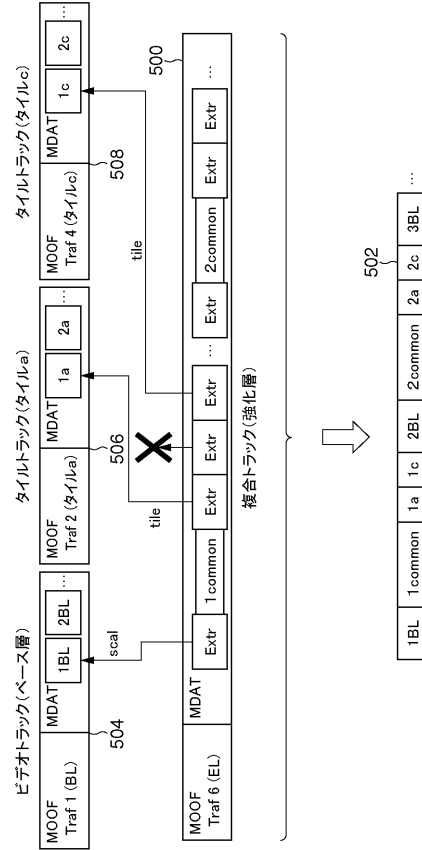 ビデオトラック(ベース層)
MOOF
Traf 1 (BL)
MDAT
1BL
2BL
…
504
タイルトラック(タイルa)
MOOF
Traf 2 (タイルa)
MDAT
1a
2a
…
506
タイルトラック(タイルc)
MOOF
Traf 4 (タイルc)
MDAT
1c
2c
…
508
scal
tile
tile
MOOF
Traf 6 (EL)
MDAT
Extr
1common
Extr
Extr
Extr
…
Extr
2common
Extr
Extr
…
500
複合トラック(強化層)
1BL
1common
1a
1c
2BL
2common
2a
2c
3BL
…
502